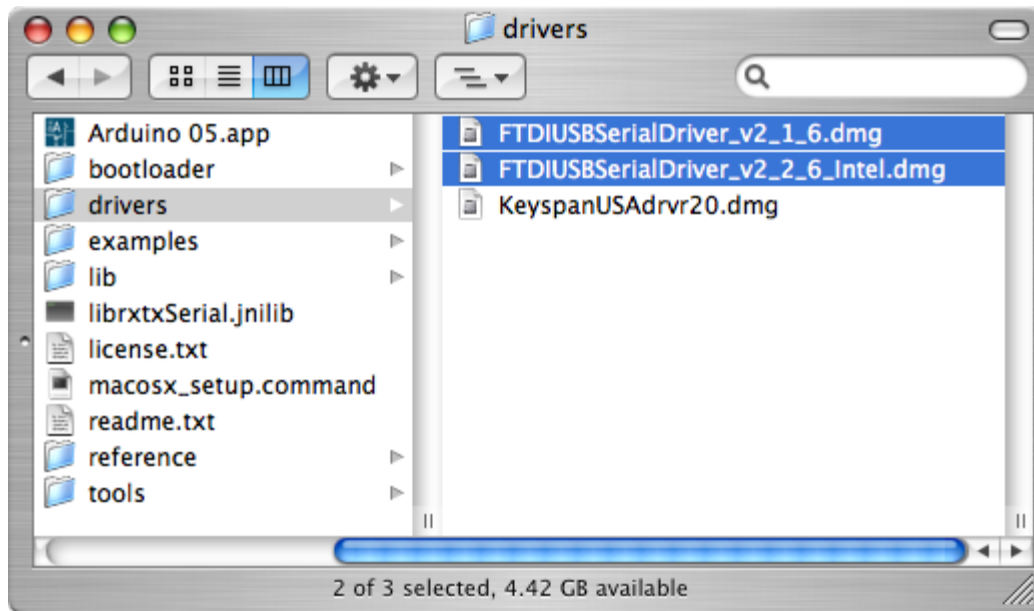 drivers
Arduino 05.app
bootloader
drivers
examples
lib
librxtxSerial.jnilib
license.txt
macosx_setup.command
readme.txt
reference
tools
FTDIUSBSerialDriver_v2_1_6.dmg
FTDIUSBSerialDriver_v2_2_6_Intel.dmg
KeyspanUSAdrvr20.dmg
2 of 3 selected, 4.42 GB available